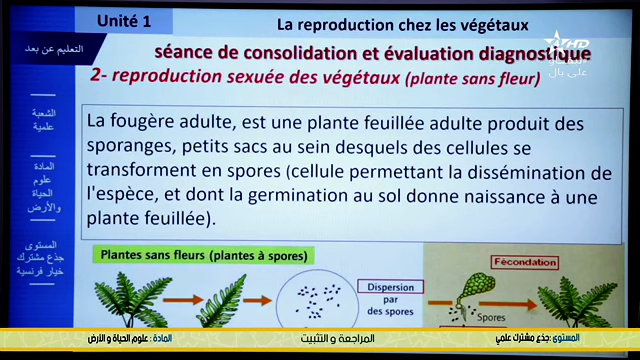 Unité 1
La reproduction chez les végétaux
التعليم عن بعد
séance de consolidation et évaluation diagnostique
HD
على بال
2- reproduction sexuée des végétaux (plante sans fleur)
الشعبة
علمية
المادة
علوم
الحياة
والأرض
المستوى
جذع مشترك
خيار فرنسية
La fougère adulte, est une plante feuillée adulte produit des
sporanges, petits sacs au sein desquels des cellules se
transforment en spores (cellule permettant la dissémination de
l'espèce, et dont la germination au sol donne naissance à une
plante feuillée).
Plantes sans fleurs (plantes à spores)
Dispersion
par
des spores
Fécondation
Spores
المادة : علوم الحياة و الأرض
المراجعة و التثبيت
المستوى :جذع مشترك علمي